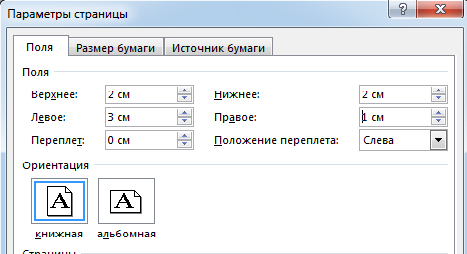 Параметры страницы
?
Поля Размер бумаги Источник бумаги
Поля
Верхнее: 2 см Нижнее: 2 см
Левое: 3 см Правое: 1 см
Переплет: 0 см Положение переплета: Слева
Ориентация
A A
книжная альбомная
Страницы